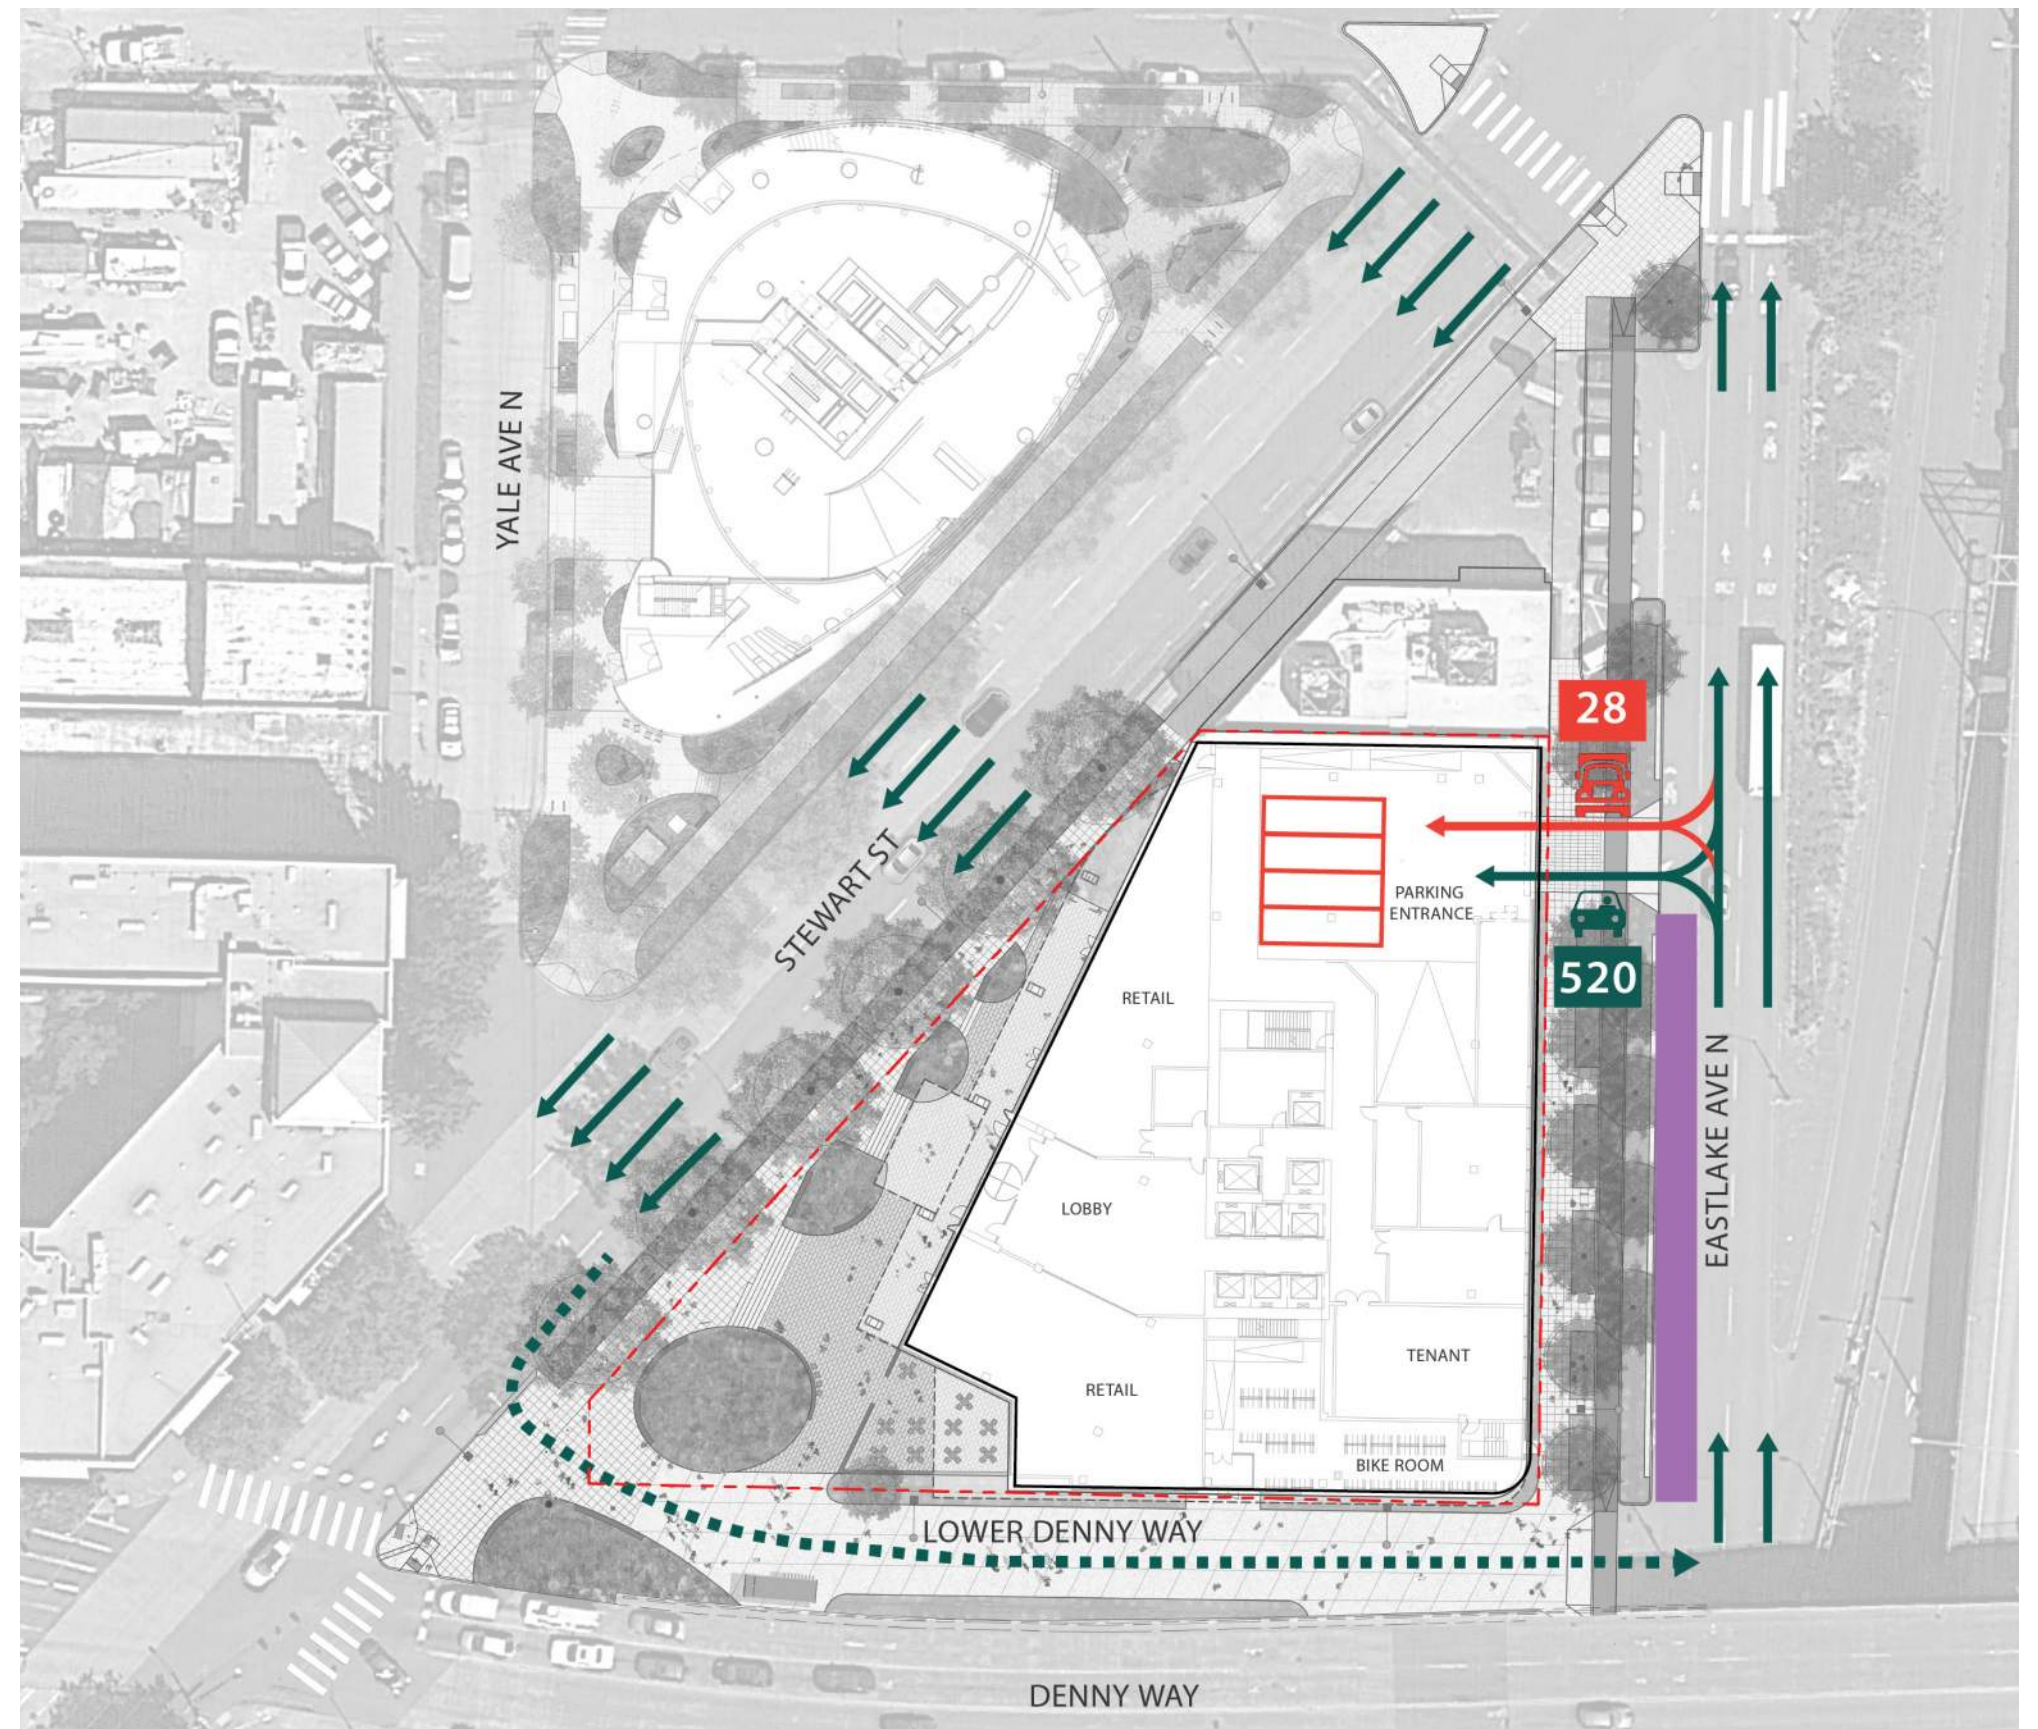 YALE AVE N
28
STEWART ST
PARKING
ENTRANCE
520
RETAIL
EASTLAKE AVE N
LOBBY
TENANT
RETAIL
BIKE ROOM
LOWER DENNY WAY
DENNY WAY